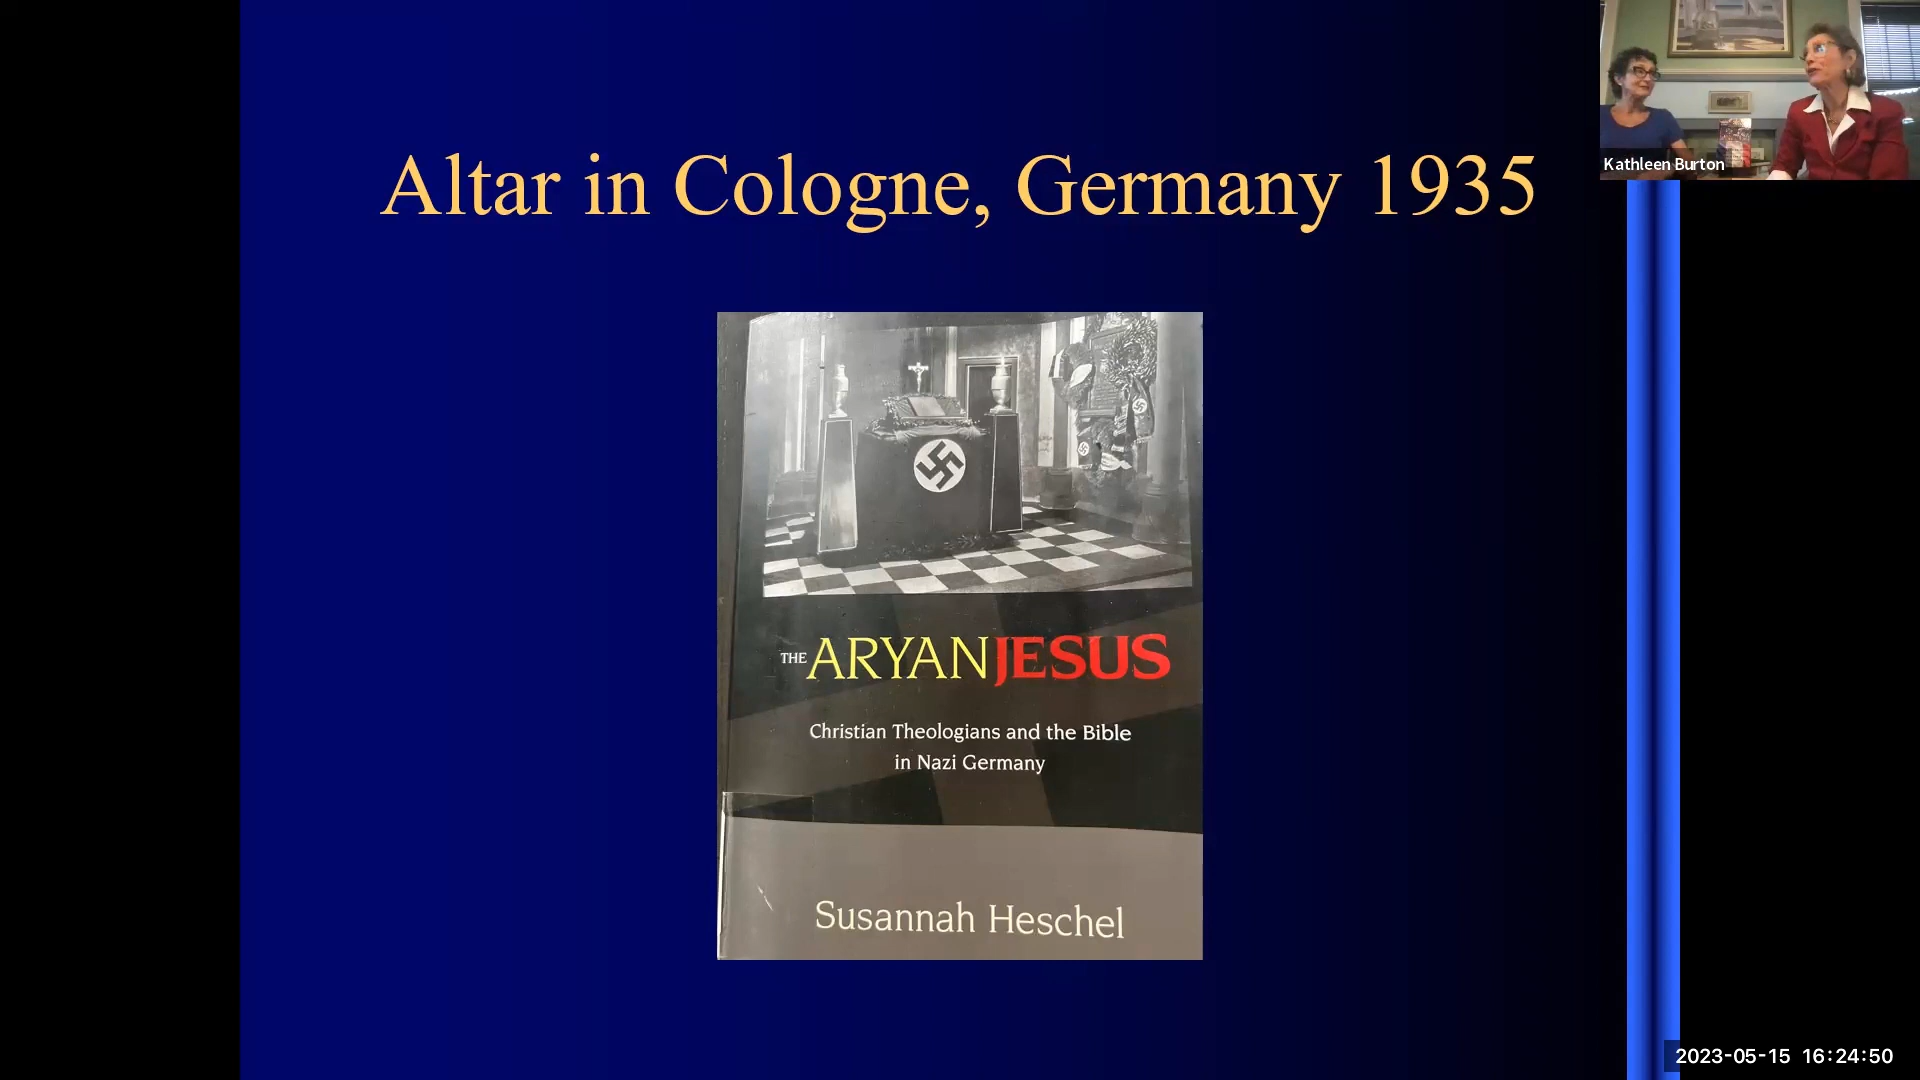 Altar in Cologne, Germany 1935
Kathleen Burton
THE ARYAN JESUS
Christian Theologians and the Bible
in Nazi Germany
Susannah Heschel
2023-05-15 16:24:50